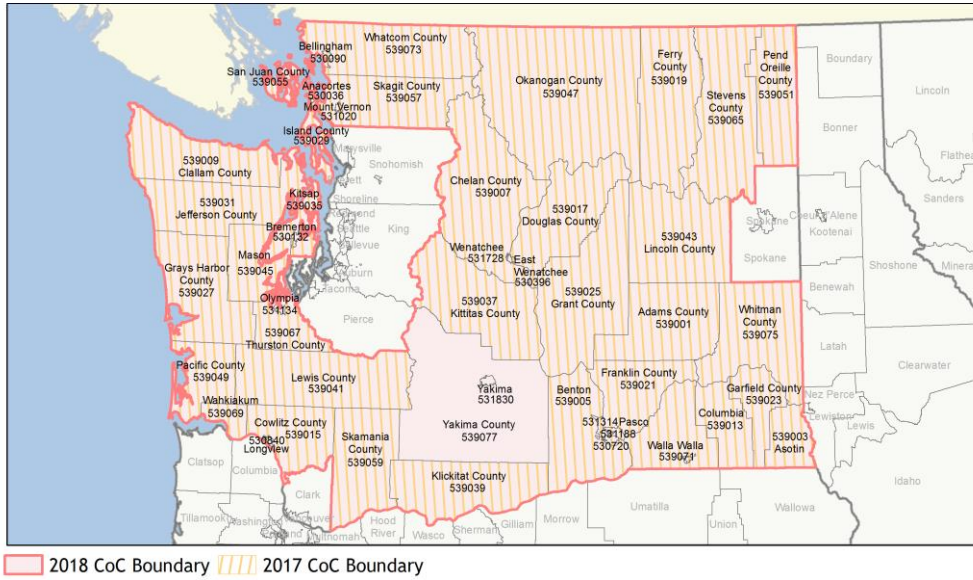 Whatcom County
539073
Bellingham
530090
San Juan County
539055
Anacortes
530036
Skagit County
539057
Mount Vernon
531020
Island County
539029
Okanogan County
539047
Ferry
County
539019
Stevens
County
539065
Pend
Oreille
County
539051
Boundary
Bonner
Lincoln
Snohomish
539009
Clallam County
539031
Jefferson County
Kitsap
539035
Bremerton
530132
Shoreline
King
Chelan County
539007
539017
Douglas County
539043
Lincoln County
Spokane
Spokane
Coeur d'Alene
Kootenai
Sanders
Shoshone
Benewah
Mason
539045
Grays Harbor
County
539027
Olympia
531134
Pierce
Wenatchee
531728
East
Wenatchee
530396
539037
Kittitas County
539025
Grant County
Adams County
539001
Whitman
County
539075
Latah
Clearwater
539067
Thurston County
Pacific County
539049
Lewis County
539041
Yakima
531830
Yakima County
539077
Benton
539005
Franklin County
539021
Garfield County
539023
Nez Perce
Lewiston
Lewis
Idaho
Wahkiakum
539069
Cowlitz County
539015
530840
Longview
Skamania
County
539059
531314
Pasco
531188
530720
Walla Walla
539071
Columbia
539013
539003
Asotin
Klickitat County
539039
Clatsop
Columbia
Clark
Tillamook
Washington
Hood
River
Wasco
Sherman
Gilliam
Morrow
Umatilla
Union
Wallowa
2018 CoC Boundary
2017 CoC Boundary